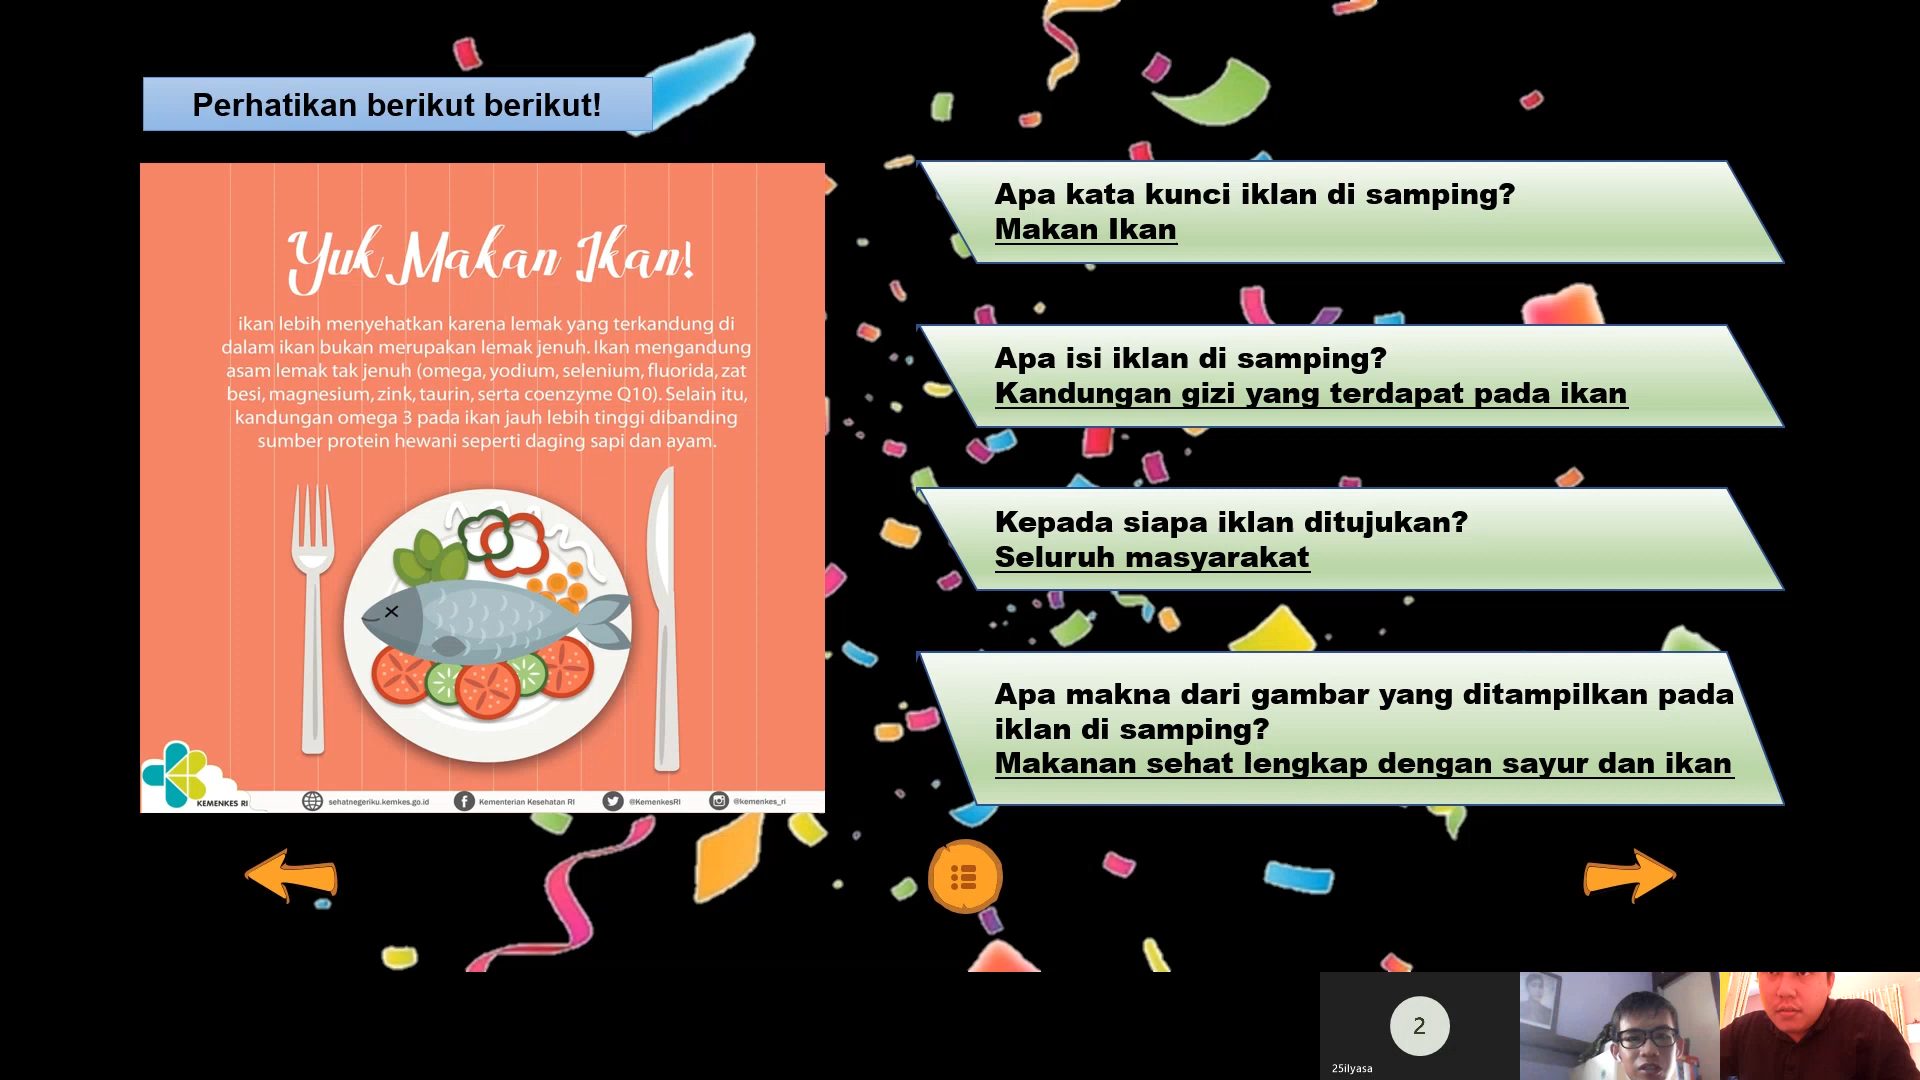 Perhatikan berikut berikut!
Yuk Makan Ikan!
ikan lebih menyehatkan karena lemak yang terkandung di
dalam ikan bukan merupakan lemak jenuh. Ikan mengandung
asam lemak tak jenuh (omega, yodium, selenium, fluorida, zat
besi, magnesium, zink, taurin, serta coenzyme Q10). Selain itu,
kandungan omega 3 pada ikan jauh lebih tinggi dibanding
sumber protein hewani seperti daging sapi dan ayam.
KEMENKES RI
sehatnegeriku.kemkes.go.id
Kementerian Kesehatan RI
@KemenkesRI
@kemenkes_ri
Apa kata kunci iklan di samping?
Makan Ikan
Apa isi iklan di samping?
Kandungan gizi yang terdapat pada ikan
Kepada siapa iklan ditujukan?
Seluruh masyarakat
Apa makna dari gambar yang ditampilkan pada
iklan di samping?
Makanan sehat lengkap dengan sayur dan ikan
2
25ilyasa